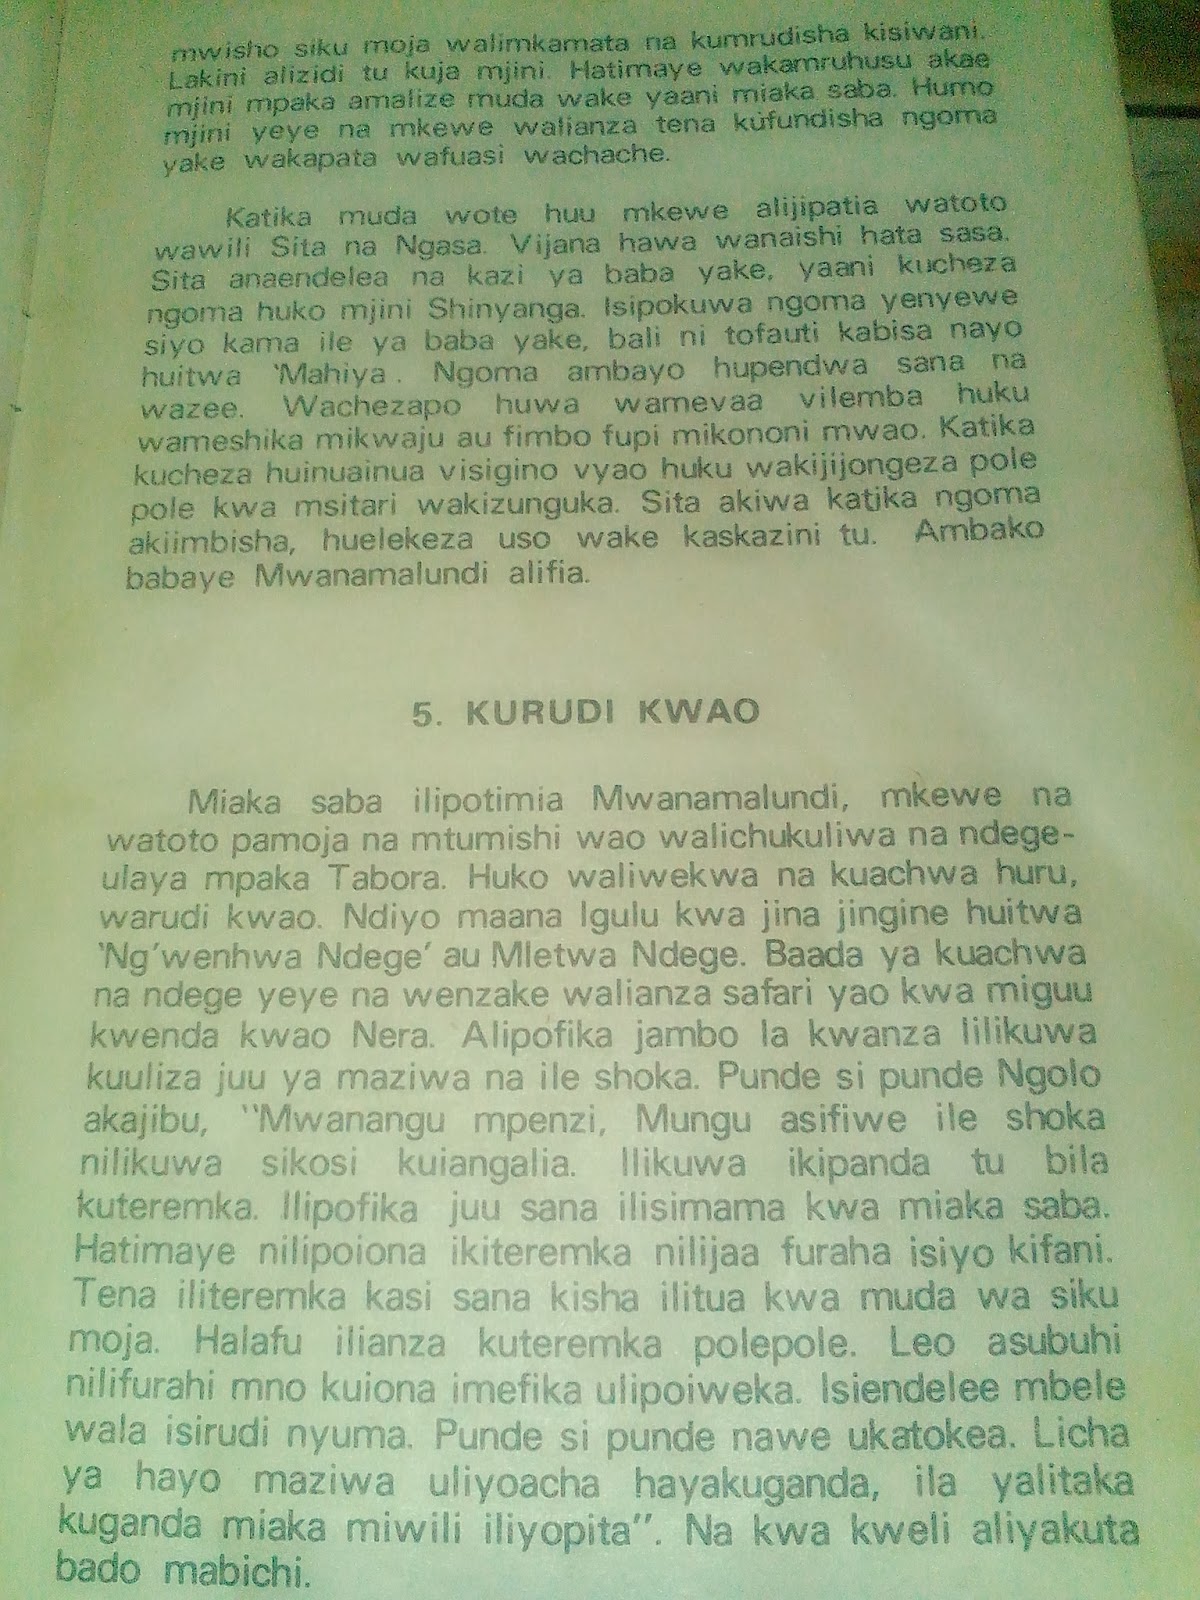 mwisho siku moja walimkamata na kumrudisha kisiwani.
Lakini alizidi tu kuja mjini. Hatimaye wakamruhusu akae
mjini mpaka amalize muda wake yaani miaka saba. Humo
mjini yeye na mkewe walianza tena kufundisha ngoma
yake wakapata wafuasi wachache.
Katika muda wote huu mkewe alijipatia watoto
wawili Sita na Ngasa. Vijana hawa wanaishi hata sasa.
Sita anaendelea na kazi ya baba yake, yaani kucheza
ngoma huko mjini Shinyanga. Isipokuwa ngoma yenyewe
siyo kama ile ya baba yake, bali ni tofauti kabisa nayo
huitwa 'Mahiya. Ngoma ambayo hupendwa sana na
wazee. Wachezapo huwa wamevaa vilemba huku
wameshika mikwaju au fimbo fupi mikononi mwao. Katika
kucheza huinuainua visigino vyao huku wakijijongeza pole
pole kwa msitari wakizunguka. Sita akiwa katika ngoma
akiimbisha, huelekeza uso wake kaskazini tu. Ambako
babaye Mwanamalundi alifia.
5. KURUDI KWAO
Miaka saba ilipotimia Mwanamalundi, mkewe na
watoto pamoja na mtumishi wao walichukuliwa na ndege-
ulaya mpaka Tabora. Huko waliwekwa na kuachwa huru,
warudi kwao. Ndiyo maana Igulu kwa jina jingine huitwa
'Ng'wenhwa Ndege' au Mletwa Ndege. Baada ya kuachwa
na ndege yeye na wenzake walianza safari yao kwa miguu
kwenda kwao Nera. Alipofika jambo la kwanza lilikuwa
kuuliza juu ya maziwa na ile shoka. Punde si punde Ngolo
akajibu, "Mwanangu mpenzi, Mungu asifiwe ile shoka
nilikuwa sikosi kuiangalia. Ilikuwa ikipanda tu bila
kuteremka. Ilipofika juu sana ilisimama kwa miaka saba.
Hatimaye nilipoiona ikiteremka nilijaa furaha isiyo kifani.
Tena iliteremka kasi sana kisha ilitua kwa muda wa siku
moja. Halafu ilianza kuteremka polepole. Leo asubuhi
nilifurahi mno kuiona imefika ulipoiweka. Isiendelee mbele
wala isirudi nyuma. Punde si punde nawe ukatokea. Licha
ya hayo maziwa uliyoacha hayakuganda, ila yalitaka
kuganda miaka miwili iliyopita". Na kwa kweli aliyakuta
bado mabichi.